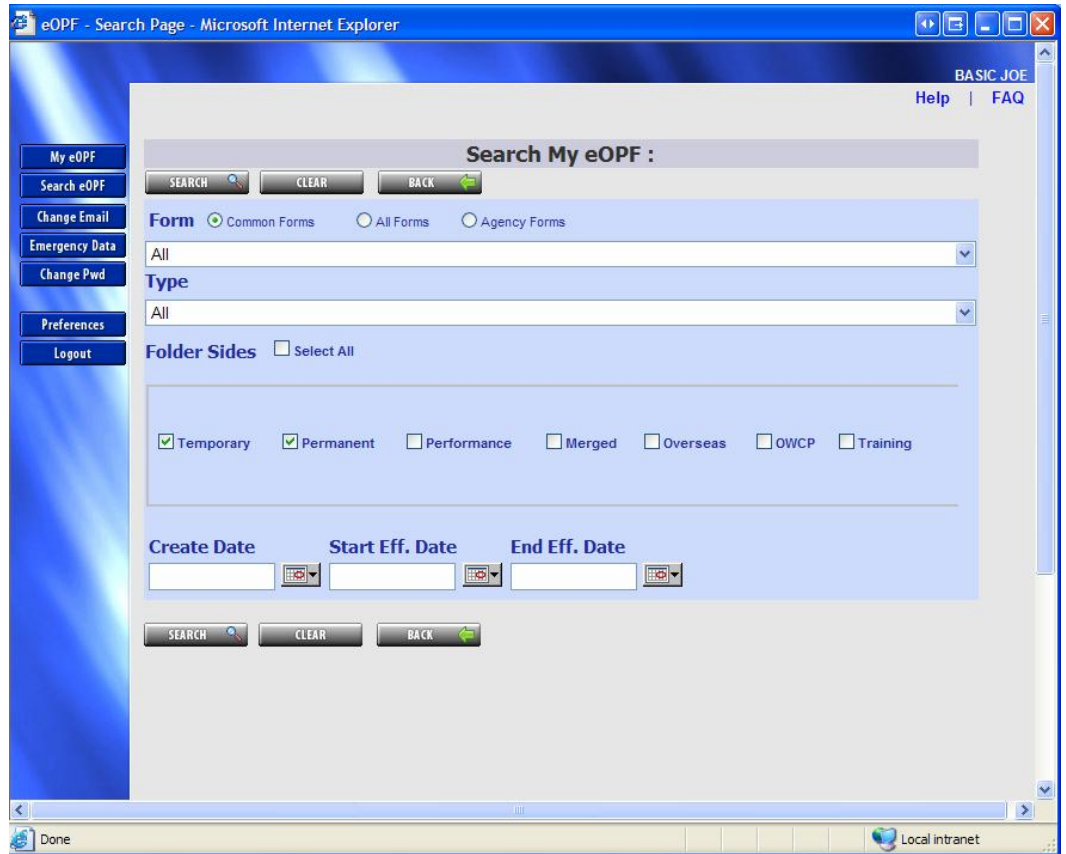 eOPF - Search Page - Microsoft Internet Explorer
BASIC JOE
Help | FAQ
My eOPF
Search eOPF
Change Email
Emergency Data
Change Pwd
Preferences
Logout
Search My eOPF :
SEARCH CLEAR BACK
Form Common Forms All Forms Agency Forms
All
Type
All
Folder Sides Select All
Temporary Permanent Performance Merged Overseas OWCP Training
Create Date Start Eff. Date End Eff. Date
SEARCH CLEAR BACK
Done Local intranet